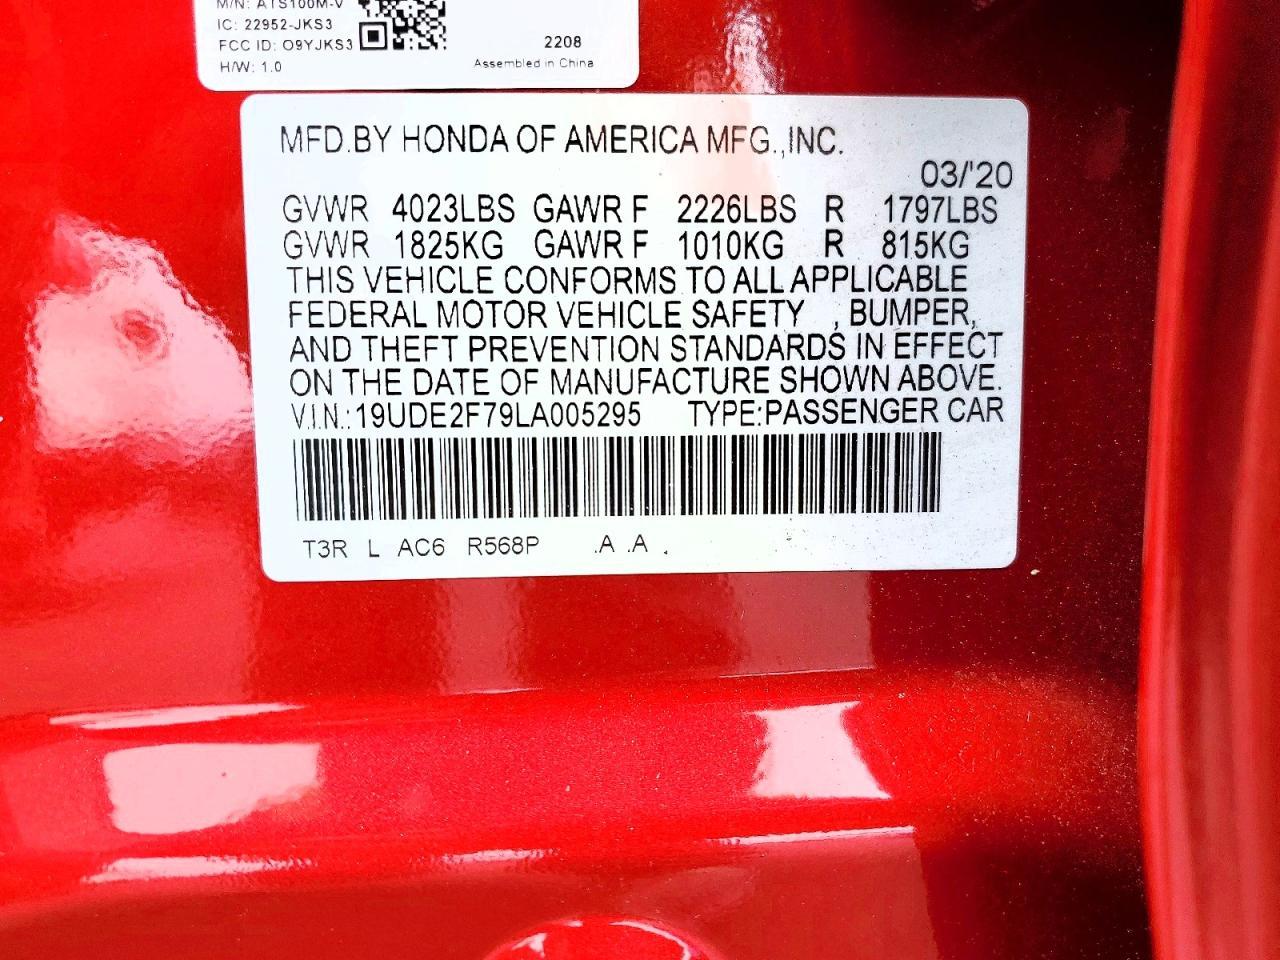 M/N: ATS100M-V
IC: 22952-JKS3
FCC ID: O9YJKS3
2208
H/W: 1.0
Assembled in China
MFD.BY HONDA OF AMERICA MFG.,INC.
03/'20
GVWR 4023LBS GAWR F 2226LBS R 1797LBS
GVWR 1825KG GAWR F 1010KG R 815KG
THIS VEHICLE CONFORMS TO ALL APPLICABLE
FEDERAL MOTOR VEHICLE SAFETY , BUMPER,
AND THEFT PREVENTION STANDARDS IN EFFECT
ON THE DATE OF MANUFACTURE SHOWN ABOVE.
V.I.N.:19UDE2F79LA005295 TYPE:PASSENGER CAR
T3R L AC6 R568P .A .A .